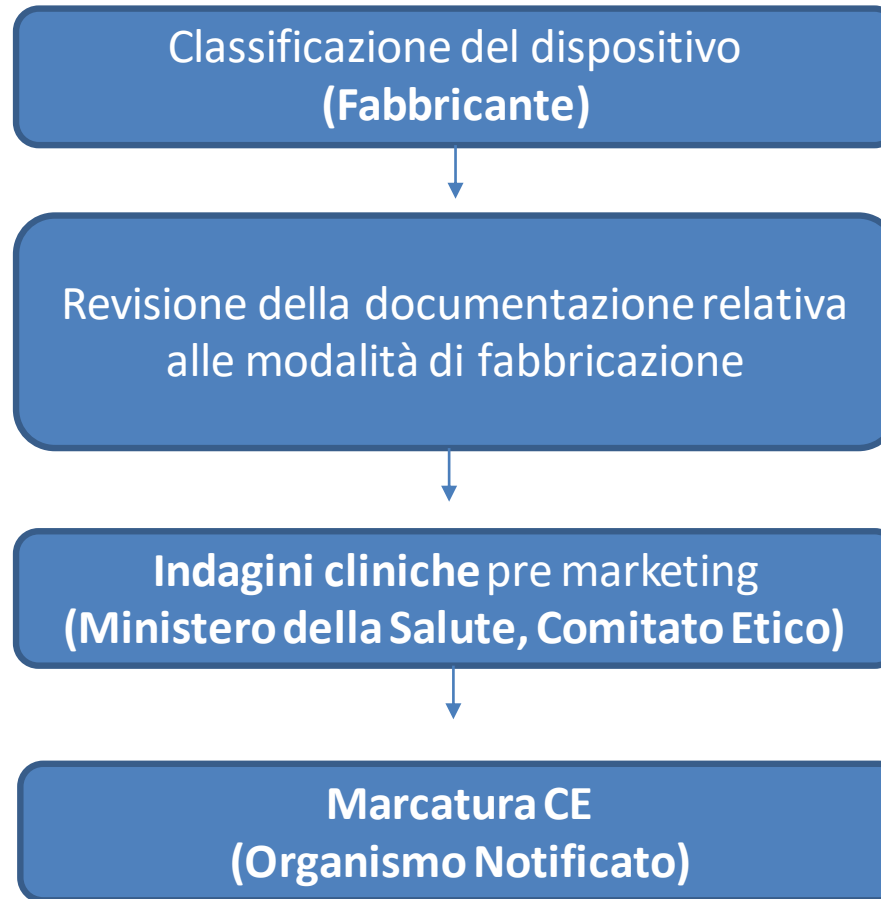 Classificazione del dispositivo
(Fabbricante)
Revisione della documentazione relativa
alle modalità di fabbricazione
Indagini cliniche pre marketing
(Ministero della Salute, Comitato Etico)
Marcatura CE
(Organismo Notificato)